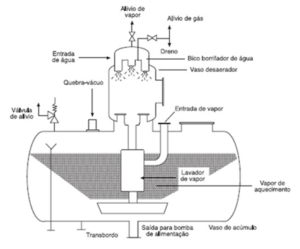 Alívio de
vapor
Alívio de gás
Entrada
de água
Dreno
Bico borrifador de água
Vaso desaerador
Quebra-vácuo
Entrada de vapor
Válvula
de alívio
Lavador
de vapor
Vapor de
aquecimento
Transbordo
Saída para bomba
de alimentação
Vaso de acúmulo